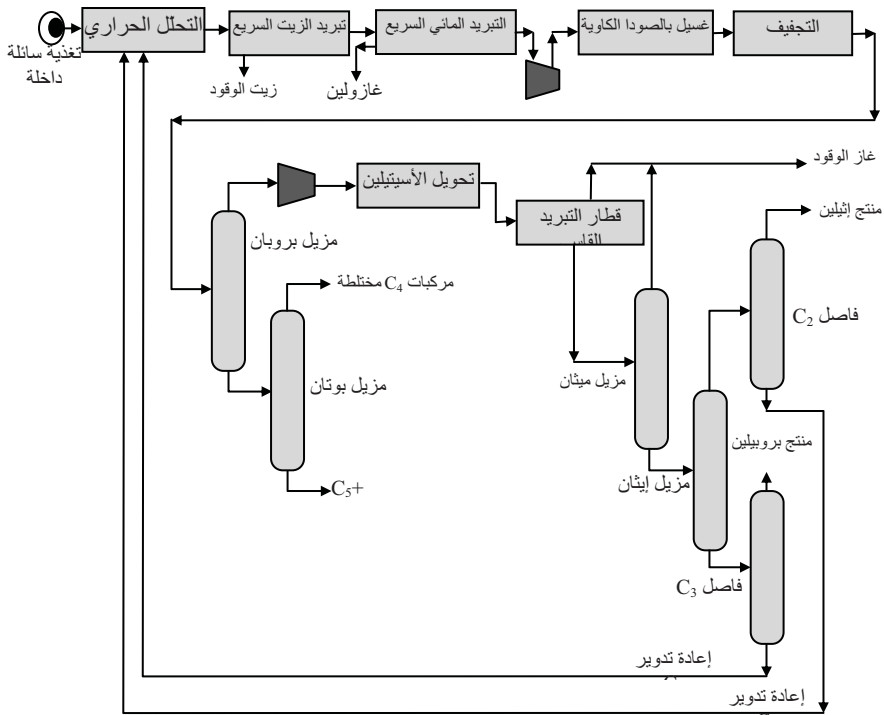 التحلل الحراري
تبريد الزيت السريع
التبريد المائي السريع
غسيل بالصودا الكاوية
التجفيف
تغذية سائلة
داخلة
زيت الوقود
غازولين
غاز الوقود
تحويل الأسيتيلين
قطار التبريد
منتج إثيلين
مزيل بروبان
مركبات C₄ مختلطة
فاصل C₂
مزيل ميثان
مزيل بوتان
منتج بروبيلين
مزيل إيثان
C₅+
فاصل C₃
إعادة تدوير
إعادة تدوير